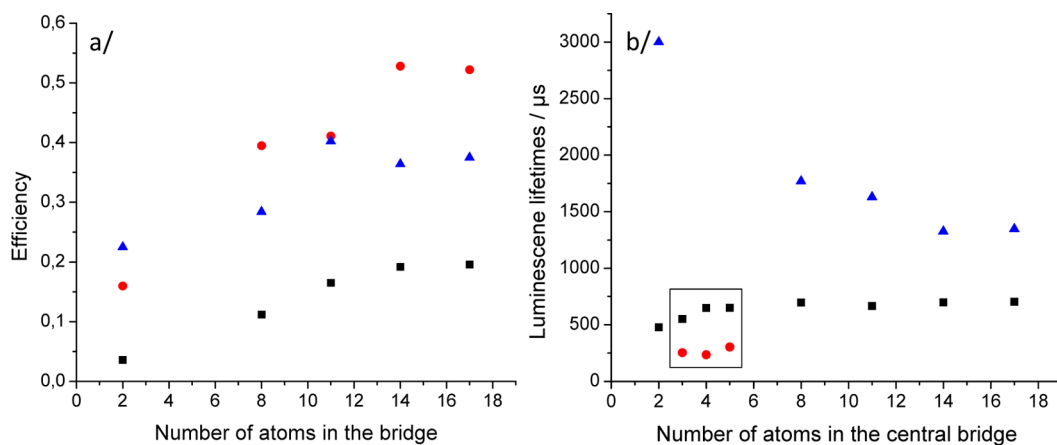 a/
0,6
0,5
0,4
0,3
0,2
0,1
0,0
Efficiency
0 2 4 6 8 10 12 14 16 18
Number of atoms in the bridge
b/
3000
2500
2000
1500
1250
1000
750
500
250
0
Luminescene lifetimes / µs
0 2 4 6 8 10 12 14 16 18
Number of atoms in the central bridge